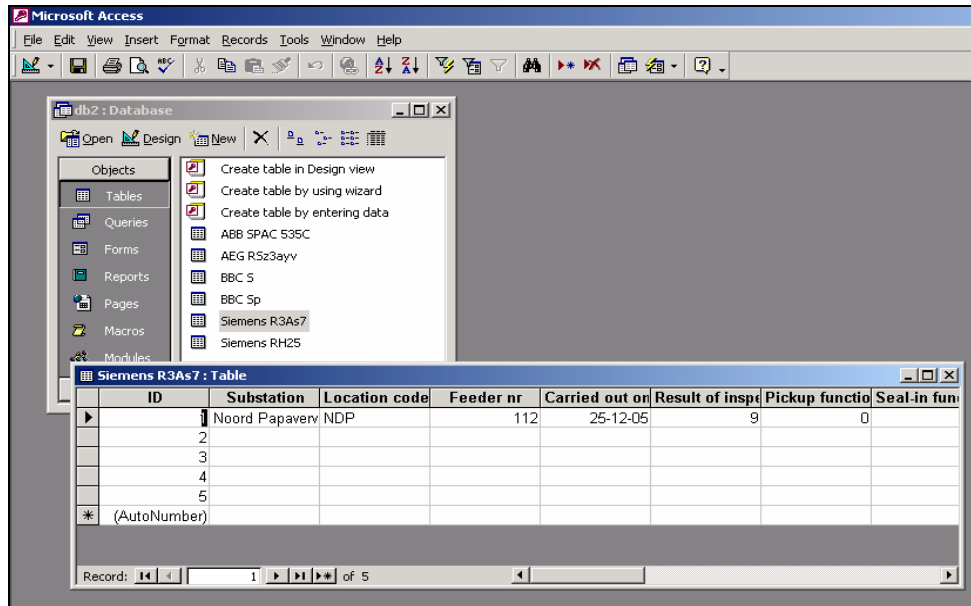 Microsoft Access
File Edit View Insert Format Records Tools Window Help
db2 : Database
Open Design New
Objects
Tables
Queries
Forms
Reports
Pages
Macros
Modules
Create table in Design view
Create table by using wizard
Create table by entering data
ABB SPAC 535C
AEG RSz3ayv
BBC S
BBC Sp
Siemens R3As7
Siemens RH25
Siemens R3As7 : Table
ID Substation Location code Feeder nr Carried out on Result of inspe Pickup functio Seal-in fun
1 Noord Papaverv NDP 112 25-12-05 9 0
2
3
4
5
(AutoNumber)
Record: 1 of 5